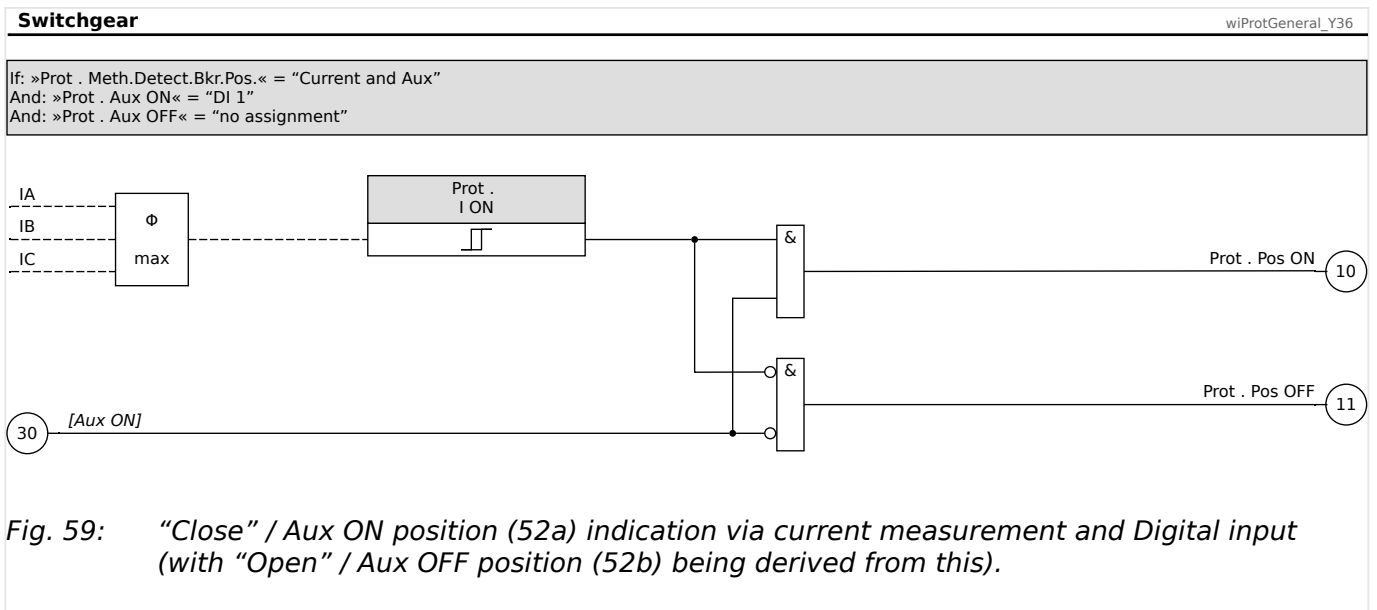 Switchgear
wiProtGeneral_Y36
If: »Prot . Meth.Detect.Bkr.Pos.« = “Current and Aux”
And: »Prot . Aux ON« = “DI 1”
And: »Prot . Aux OFF« = “no assignment”
IA
IB
IC
Φ
max
Prot .
I ON
&
Prot . Pos ON
10
&
Prot . Pos OFF
11
30
[Aux ON]
Fig. 59: “Close” / Aux ON position (52a) indication via current measurement and Digital input
(with “Open” / Aux OFF position (52b) being derived from this).